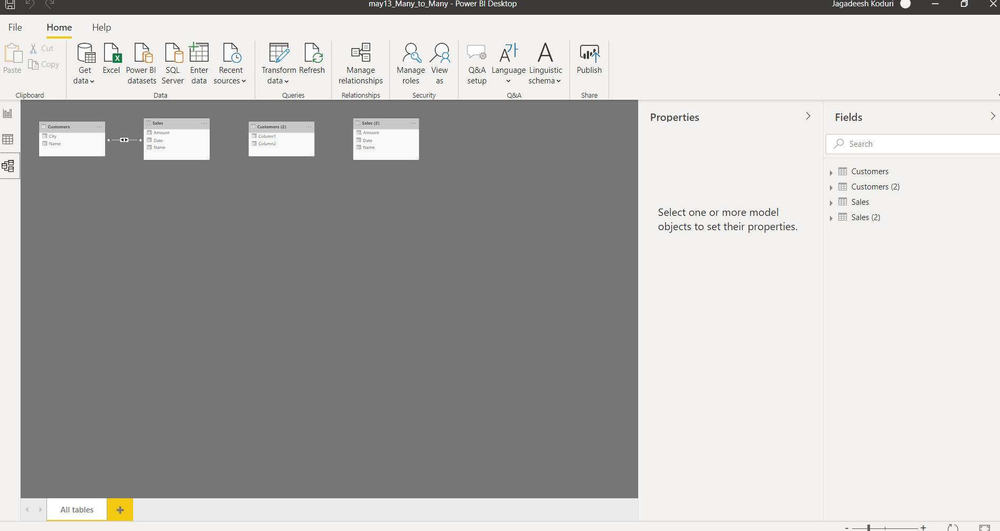 may13_Many_to_Many - Power BI Desktop
Jagadeesh Koduri
File Home Help
Paste
Cut
Copy
Clipboard
Get data
Excel
Power BI datasets
SQL Server
Enter data
Recent sources
Data
Transform data
Refresh
Queries
Manage relationships
Relationships
Manage roles
View as
Security
Q&A setup
Language
Linguistic schema
Q&A
Publish
Share
Customers
City
Name
Sales
Amount
Date
Name
Customers (2)
Column1
Column2
Sales (2)
Amount
Date
Name
Properties
Select one or more model
objects to set their properties.
Fields
Search
Customers
Customers (2)
Sales
Sales (2)
All tables